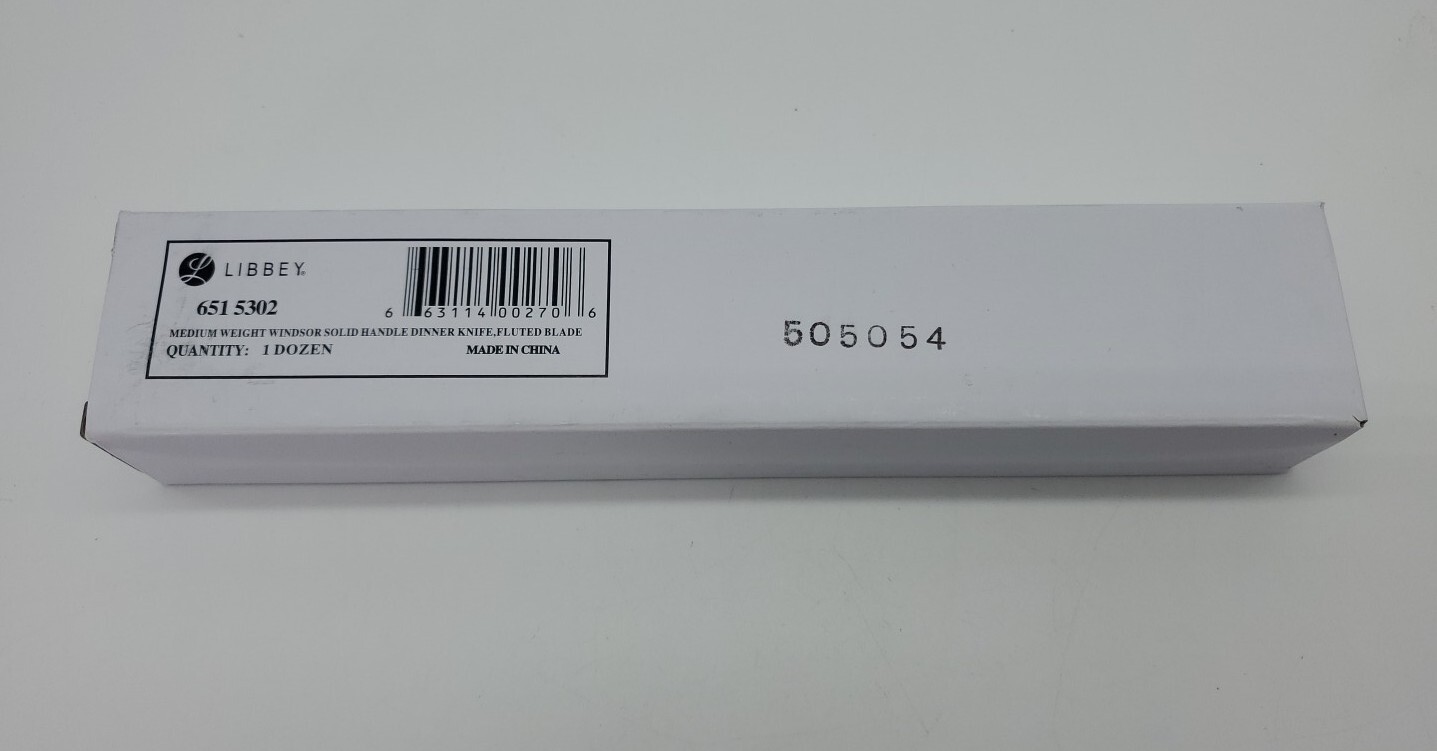 LIBBEY®
651 5302
6 63114 00270 6
MEDIUM WEIGHT WINDSOR SOLID HANDLE DINNER KNIFE,FLUTED BLADE
QUANTITY: 1 DOZEN MADE IN CHINA
505054